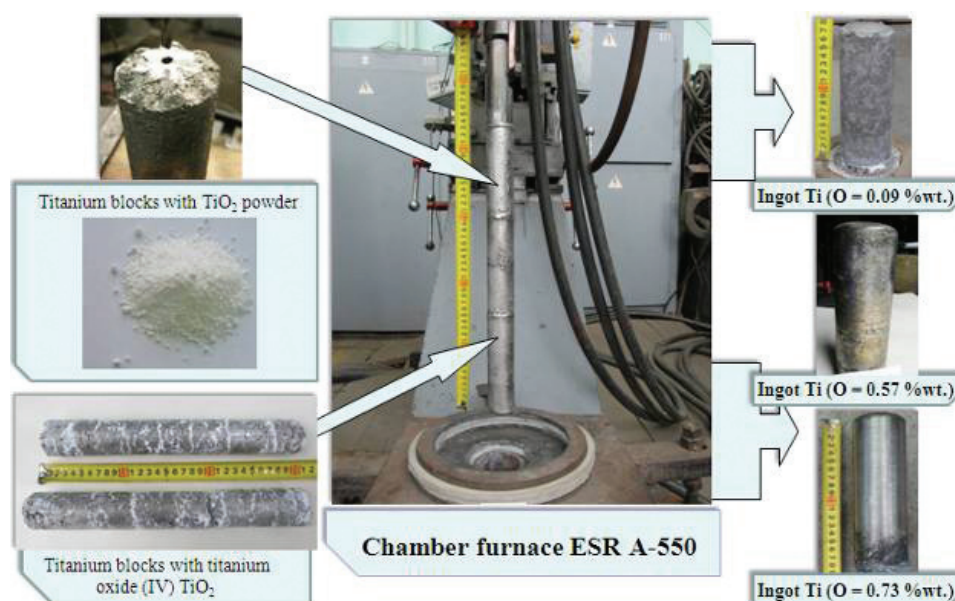 Titanium blocks with TiO₂ powder
Titanium blocks with titanium
oxide (IV) TiO₂
Chamber furnace ESR A-550
Ingot Ti (O = 0.09 %wt.)
Ingot Ti (O = 0.57 %wt.)
Ingot Ti (O = 0.73 %wt.)